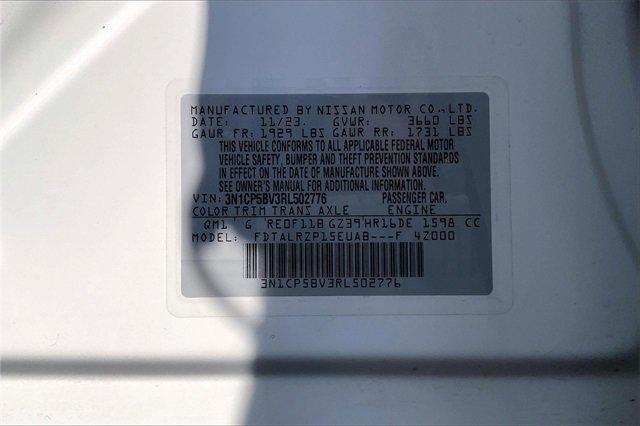 MANUFACTURED BY NISSAN MOTOR CO.,LTD.
DATE: 11/23. GVWR: 3660 LBS
GAWR FR: 1929 LBS GAWR RR: 1731 LBS
THIS VEHICLE CONFORMS TO ALL APPLICABLE FEDERAL MOTOR
VEHICLE SAFETY, BUMPER AND THEFT PREVENTION STANDARDS
IN EFFECT ON THE DATE OF MANUFACTURE SHOWN ABOVE.
SEE OWNER'S MANUAL FOR ADDITIONAL INFORMATION.
VIN: 3N1CP5BV3RL502776 PASSENGER CAR.
COLOR TRIM TRANS AXLE ENGINE
QM1 G RE0F11B GZ39 HR16DE 1598 CC
MODEL: FDTALRZP15EUAB---F 4Z000
3N1CP5BV3RL502776